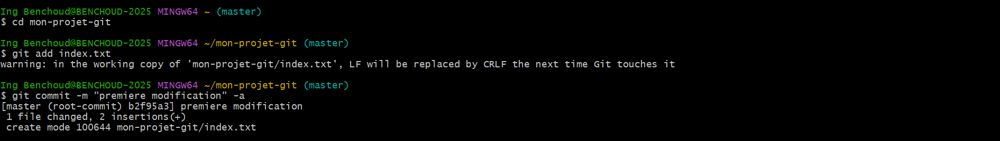 Ing Benchoud@BENCHOUD-2025 MINGW64 ~ (master)
$ cd mon-projet-git
Ing Benchoud@BENCHOUD-2025 MINGW64 ~/mon-projet-git (master)
$ git add index.txt
warning: in the working copy of 'mon-projet-git/index.txt', LF will be replaced by CRLF the next time Git touches it
Ing Benchoud@BENCHOUD-2025 MINGW64 ~/mon-projet-git (master)
$ git commit -m "premiere modification" -a
[master (root-commit) b2f95a3] premiere modification
 1 file changed, 2 insertions(+)
 create mode 100644 mon-projet-git/index.txt